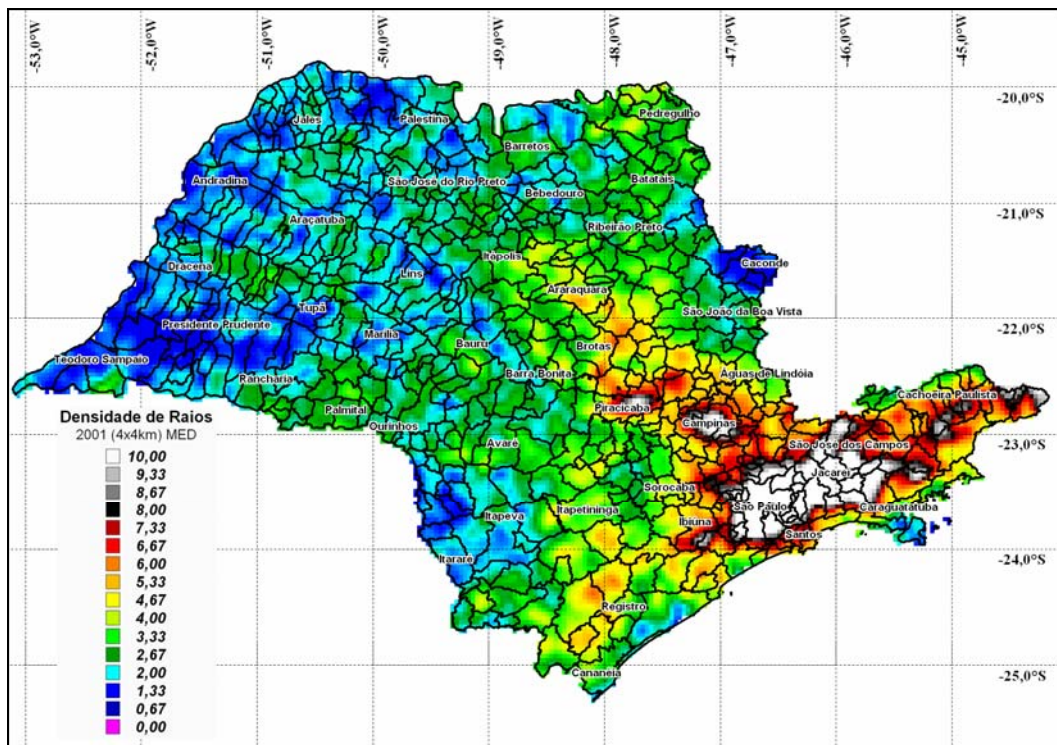 -53,0°W
-52,0°W
-51,0°W
-50,0°W
-49,0°W
-48,0°W
-47,0°W
-46,0°W
-45,0°W
-20,0°S
-21,0°S
-22,0°S
-23,0°S
-24,0°S
-25,0°S
Jales
Palestina
Pedregulho
Barretos
Andradina
São José do Rio Preto
Bebedouro
Batatais
Araçatuba
Ribeirão Preto
Dracena
Lins
Itápolis
Caconde
Araraquara
Tupã
Presidente Prudente
Marília
São João da Boa Vista
Bauru
Brotas
Teodoro Sampaio
Rancharia
Barra Bonita
Águas de Lindóia
Palmital
Piracicaba
Cachoeira Paulista
Ourinhos
Campinas
Avaré
São José dos Campos
Jacareí
Sorocaba
São Paulo
Caraguatatuba
Itapeva
Itapetininga
Ibiúna
Santos
Itararé
Registro
Cananéia
Densidade de Raios
2001 (4x4km) MED
10,00
9,33
8,67
8,00
7,33
6,67
6,00
5,33
4,67
4,00
3,33
2,67
2,00
1,33
0,67
0,00